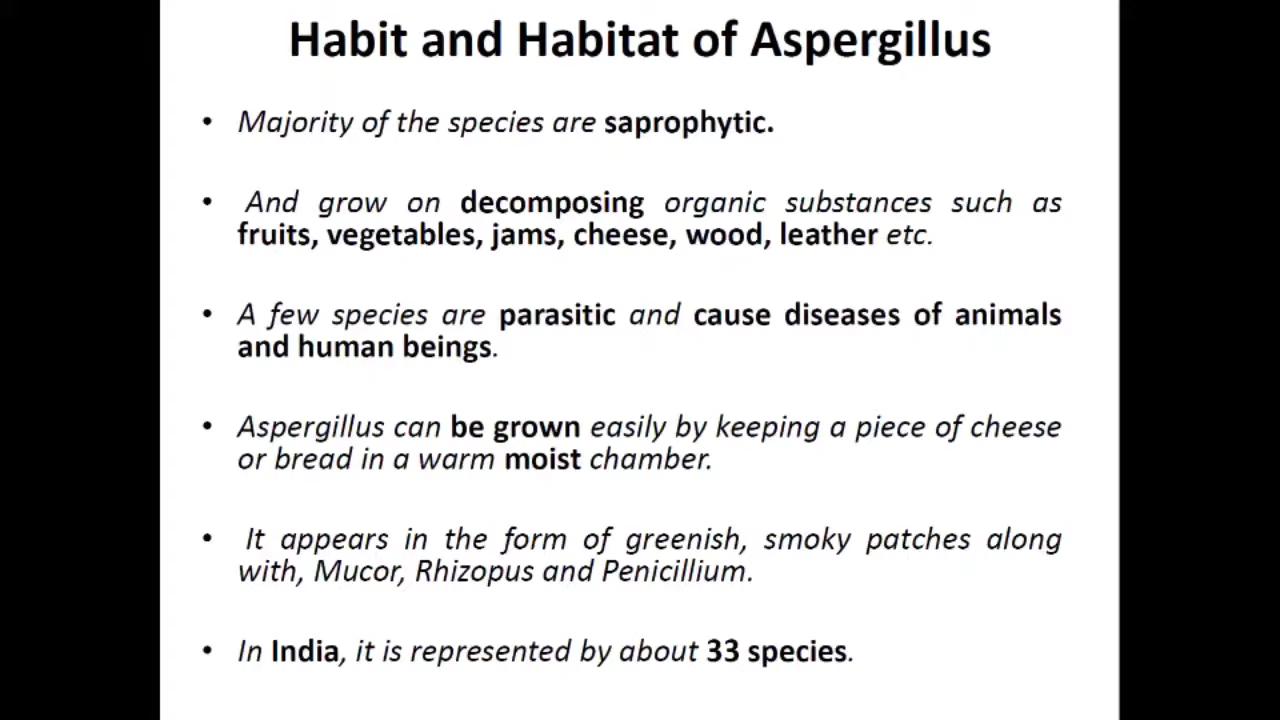 Habit and Habitat of Aspergillus
• Majority of the species are saprophytic.
• And grow on decomposing organic substances such as
fruits, vegetables, jams, cheese, wood, leather etc.
• A few species are parasitic and cause diseases of animals
and human beings.
• Aspergillus can be grown easily by keeping a piece of cheese
or bread in a warm moist chamber.
• It appears in the form of greenish, smoky patches along
with, Mucor, Rhizopus and Penicillium.
• In India, it is represented by about 33 species.